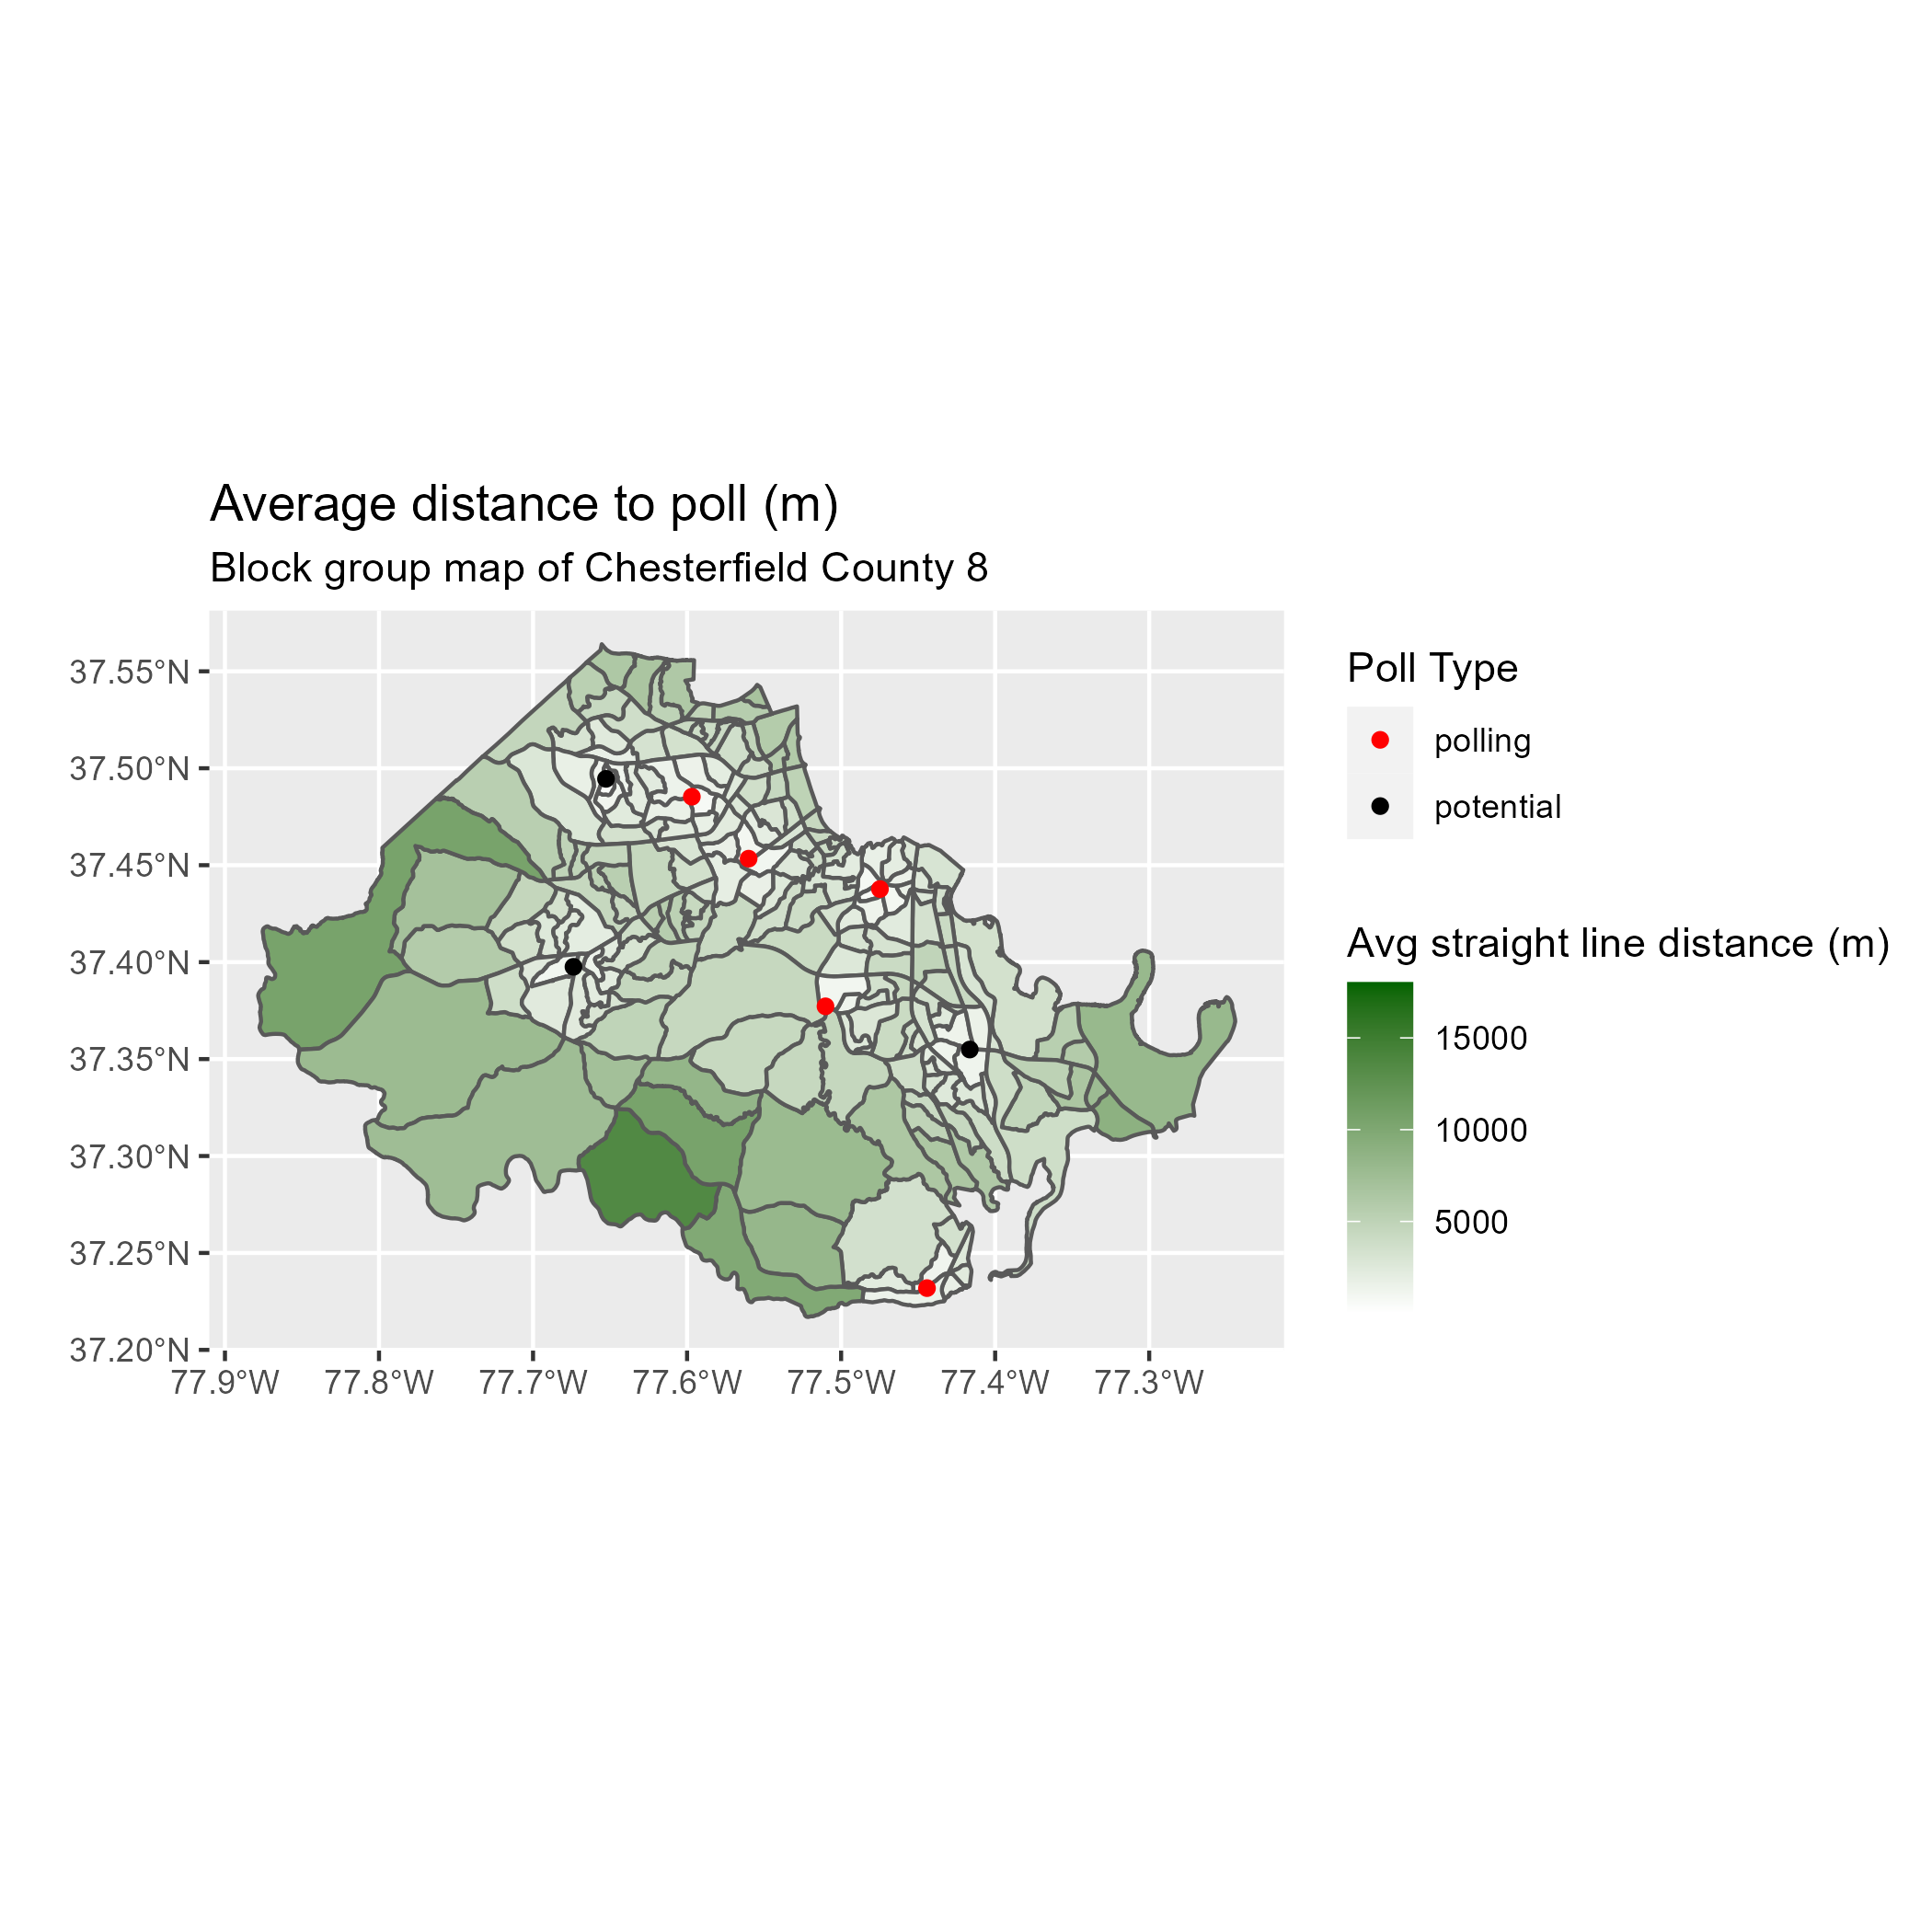 Average distance to poll (m)
Block group map of Chesterfield County 8
37.55°N
37.50°N
37.45°N
37.40°N
37.35°N
37.30°N
37.25°N
37.20°N
77.9°W 77.8°W 77.7°W 77.6°W 77.5°W 77.4°W 77.3°W
Poll Type
polling
potential
Avg straight line distance (m)
15000
10000
5000